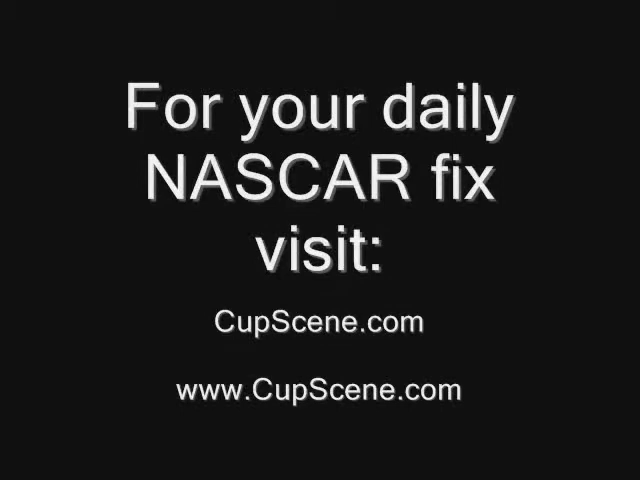 For your daily
NASCAR fix
visit:
CupScene.com
www.CupScene.com